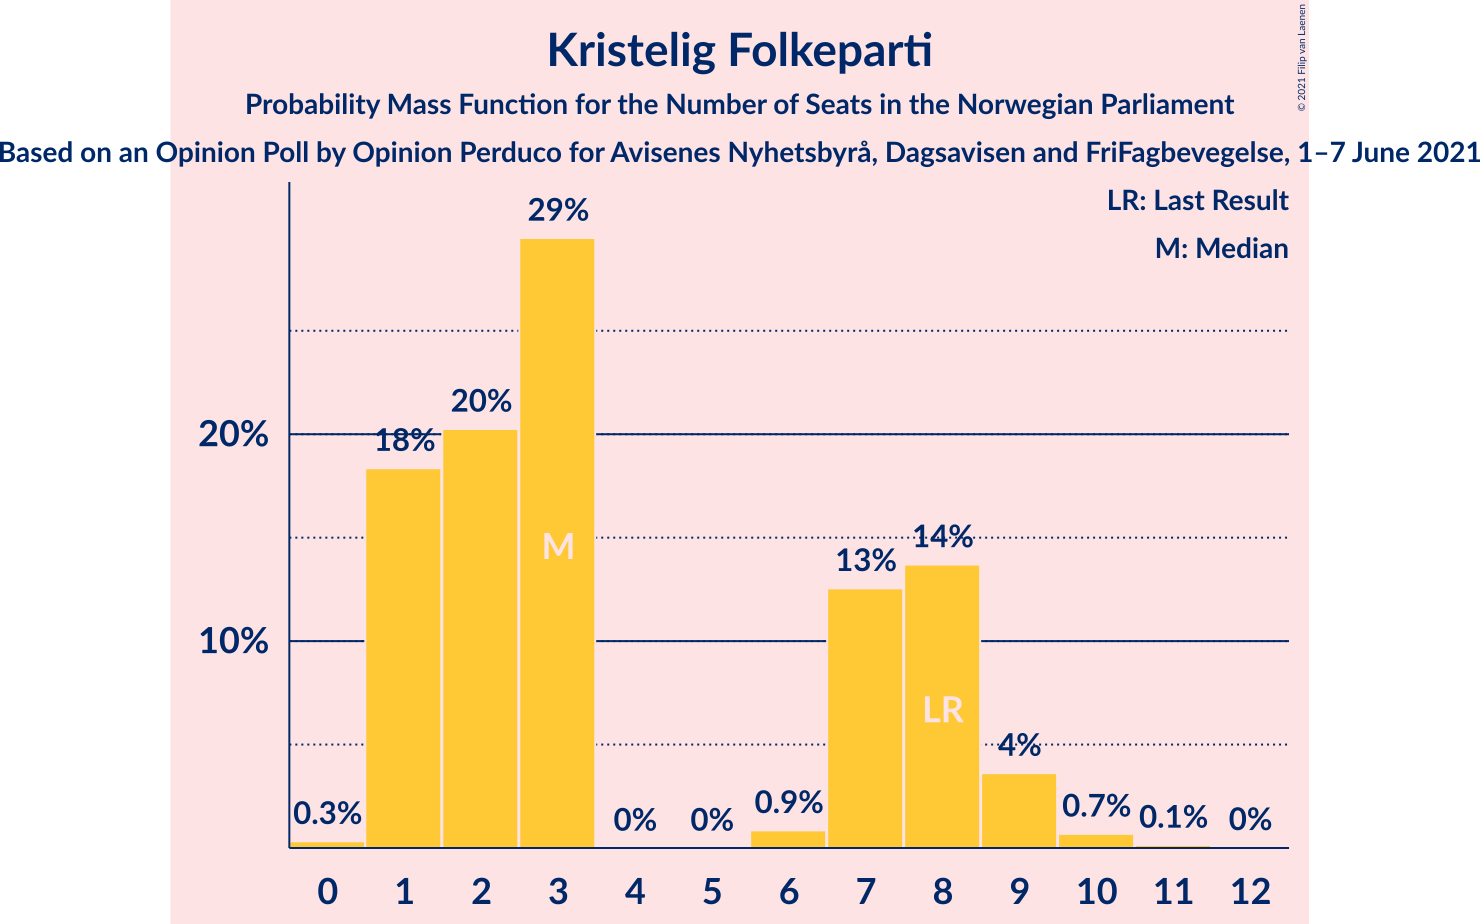 Kristelig Folkeparti
Probability Mass Function for the Number of Seats in the Norwegian Parliament
Based on an Opinion Poll by Opinion Perduco for Avisenes Nyhetsbyrå, Dagsavisen and FriFagbevegelse, 1–7 June 2021
© 2021 Filip van Laenen
LR: Last Result
M: Median
29%
20%
20%
18%
M
14%
13%
10%
LR
4%
0.9%
0.7%
0.3%
0.1%
0%
0%
0%
0 1 2 3 4 5 6 7 8 9 10 11 12